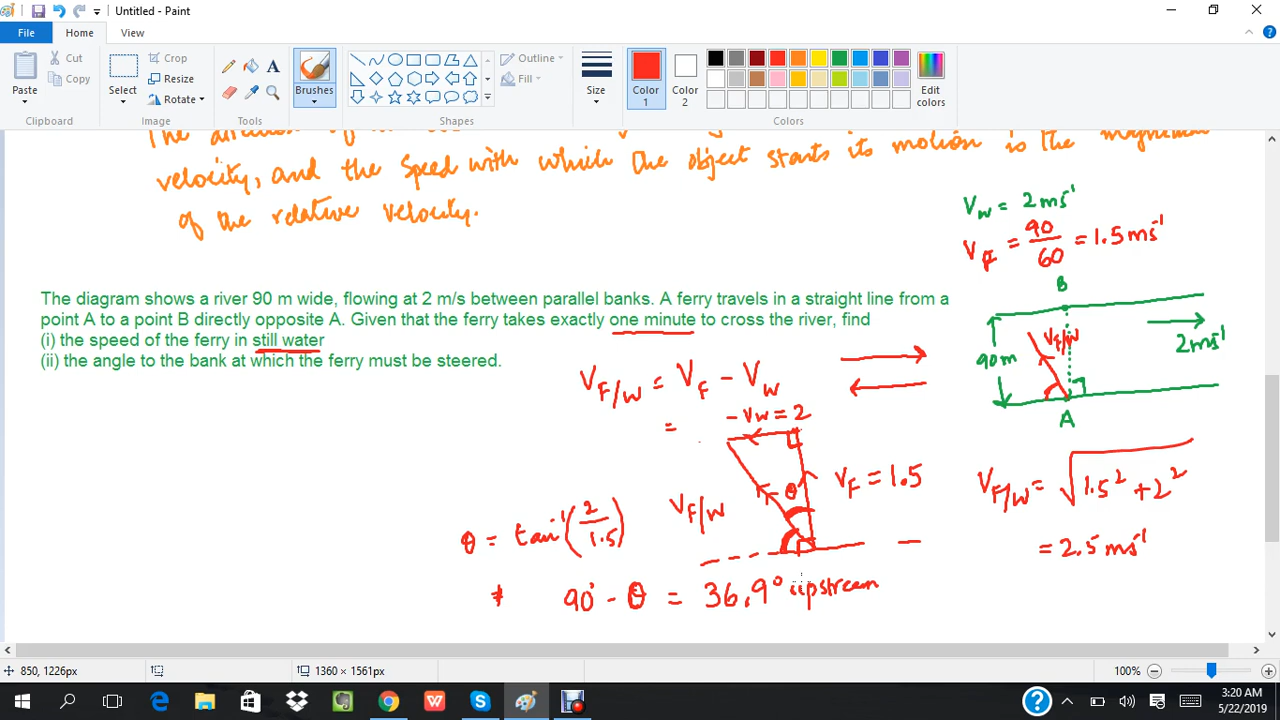 Untitled - Paint
File Home View
Paste
Cut
Copy
Clipboard
Select
Crop
Resize
Rotate
Image
Tools
Brushes
Shapes
Outline
Fill
Size
Color 1
Color 2
Edit colors
Colors
The
velocity, and the speed with which the object starts its motion is the
of the relative velocity.
Vw = 2 ms⁻¹
VF = 90/60 = 1.5 ms⁻¹
The diagram shows a river 90 m wide, flowing at 2 m/s between parallel banks. A ferry travels in a straight line from a
point A to a point B directly opposite A. Given that the ferry takes exactly one minute to cross the river, find
(i) the speed of the ferry in still water
(ii) the angle to the bank at which the ferry must be steered.
B
VF/W
90m
2ms⁻¹
A
VF/W = VF - VW
=
-Vw = 2
θ
VF = 1.5
VF/W
VF/W = √1.5² + 2²
= 2.5 ms⁻¹
θ = tan⁻¹(2/1.5)
90° - θ = 36.9° upstream
850, 1226px
1360 × 1561px
100%
3:20 AM
5/22/2019